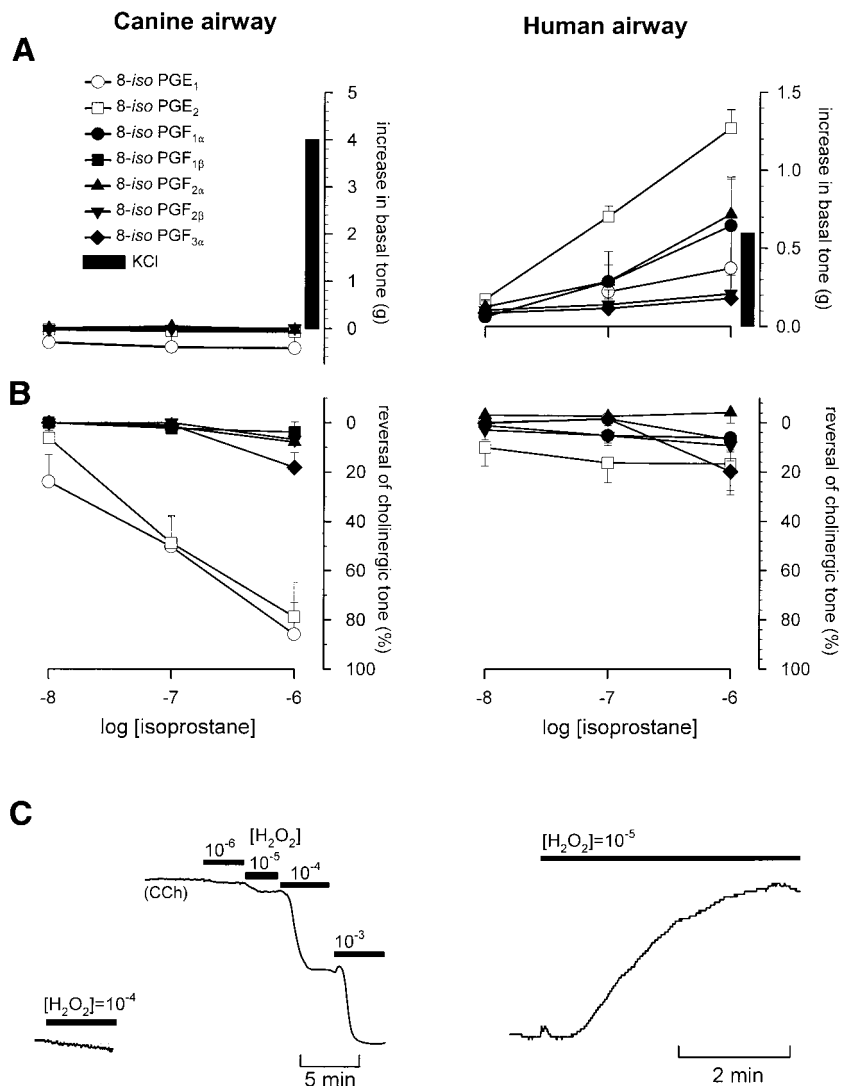 Canine airway
Human airway
A
8-iso PGE₁
8-iso PGE₂
8-iso PGF₁α
8-iso PGF₁β
8-iso PGF₂α
8-iso PGF₂β
8-iso PGF₃α
KCl
5
4
3
2
1
0
increase in basal tone (g)
1.5
1.0
0.5
0.0
increase in basal tone (g)
B
0
20
40
60
80
100
reversal of cholinergic tone (%)
0
20
40
60
80
100
reversal of cholinergic tone (%)
-8
-7
-6
log [isoprostane]
-8
-7
-6
log [isoprostane]
C
[H₂O₂]
10⁻⁶
10⁻⁵
10⁻⁴
(CCh)
10⁻³
[H₂O₂]=10⁻⁴
5 min
[H₂O₂]=10⁻⁵
2 min